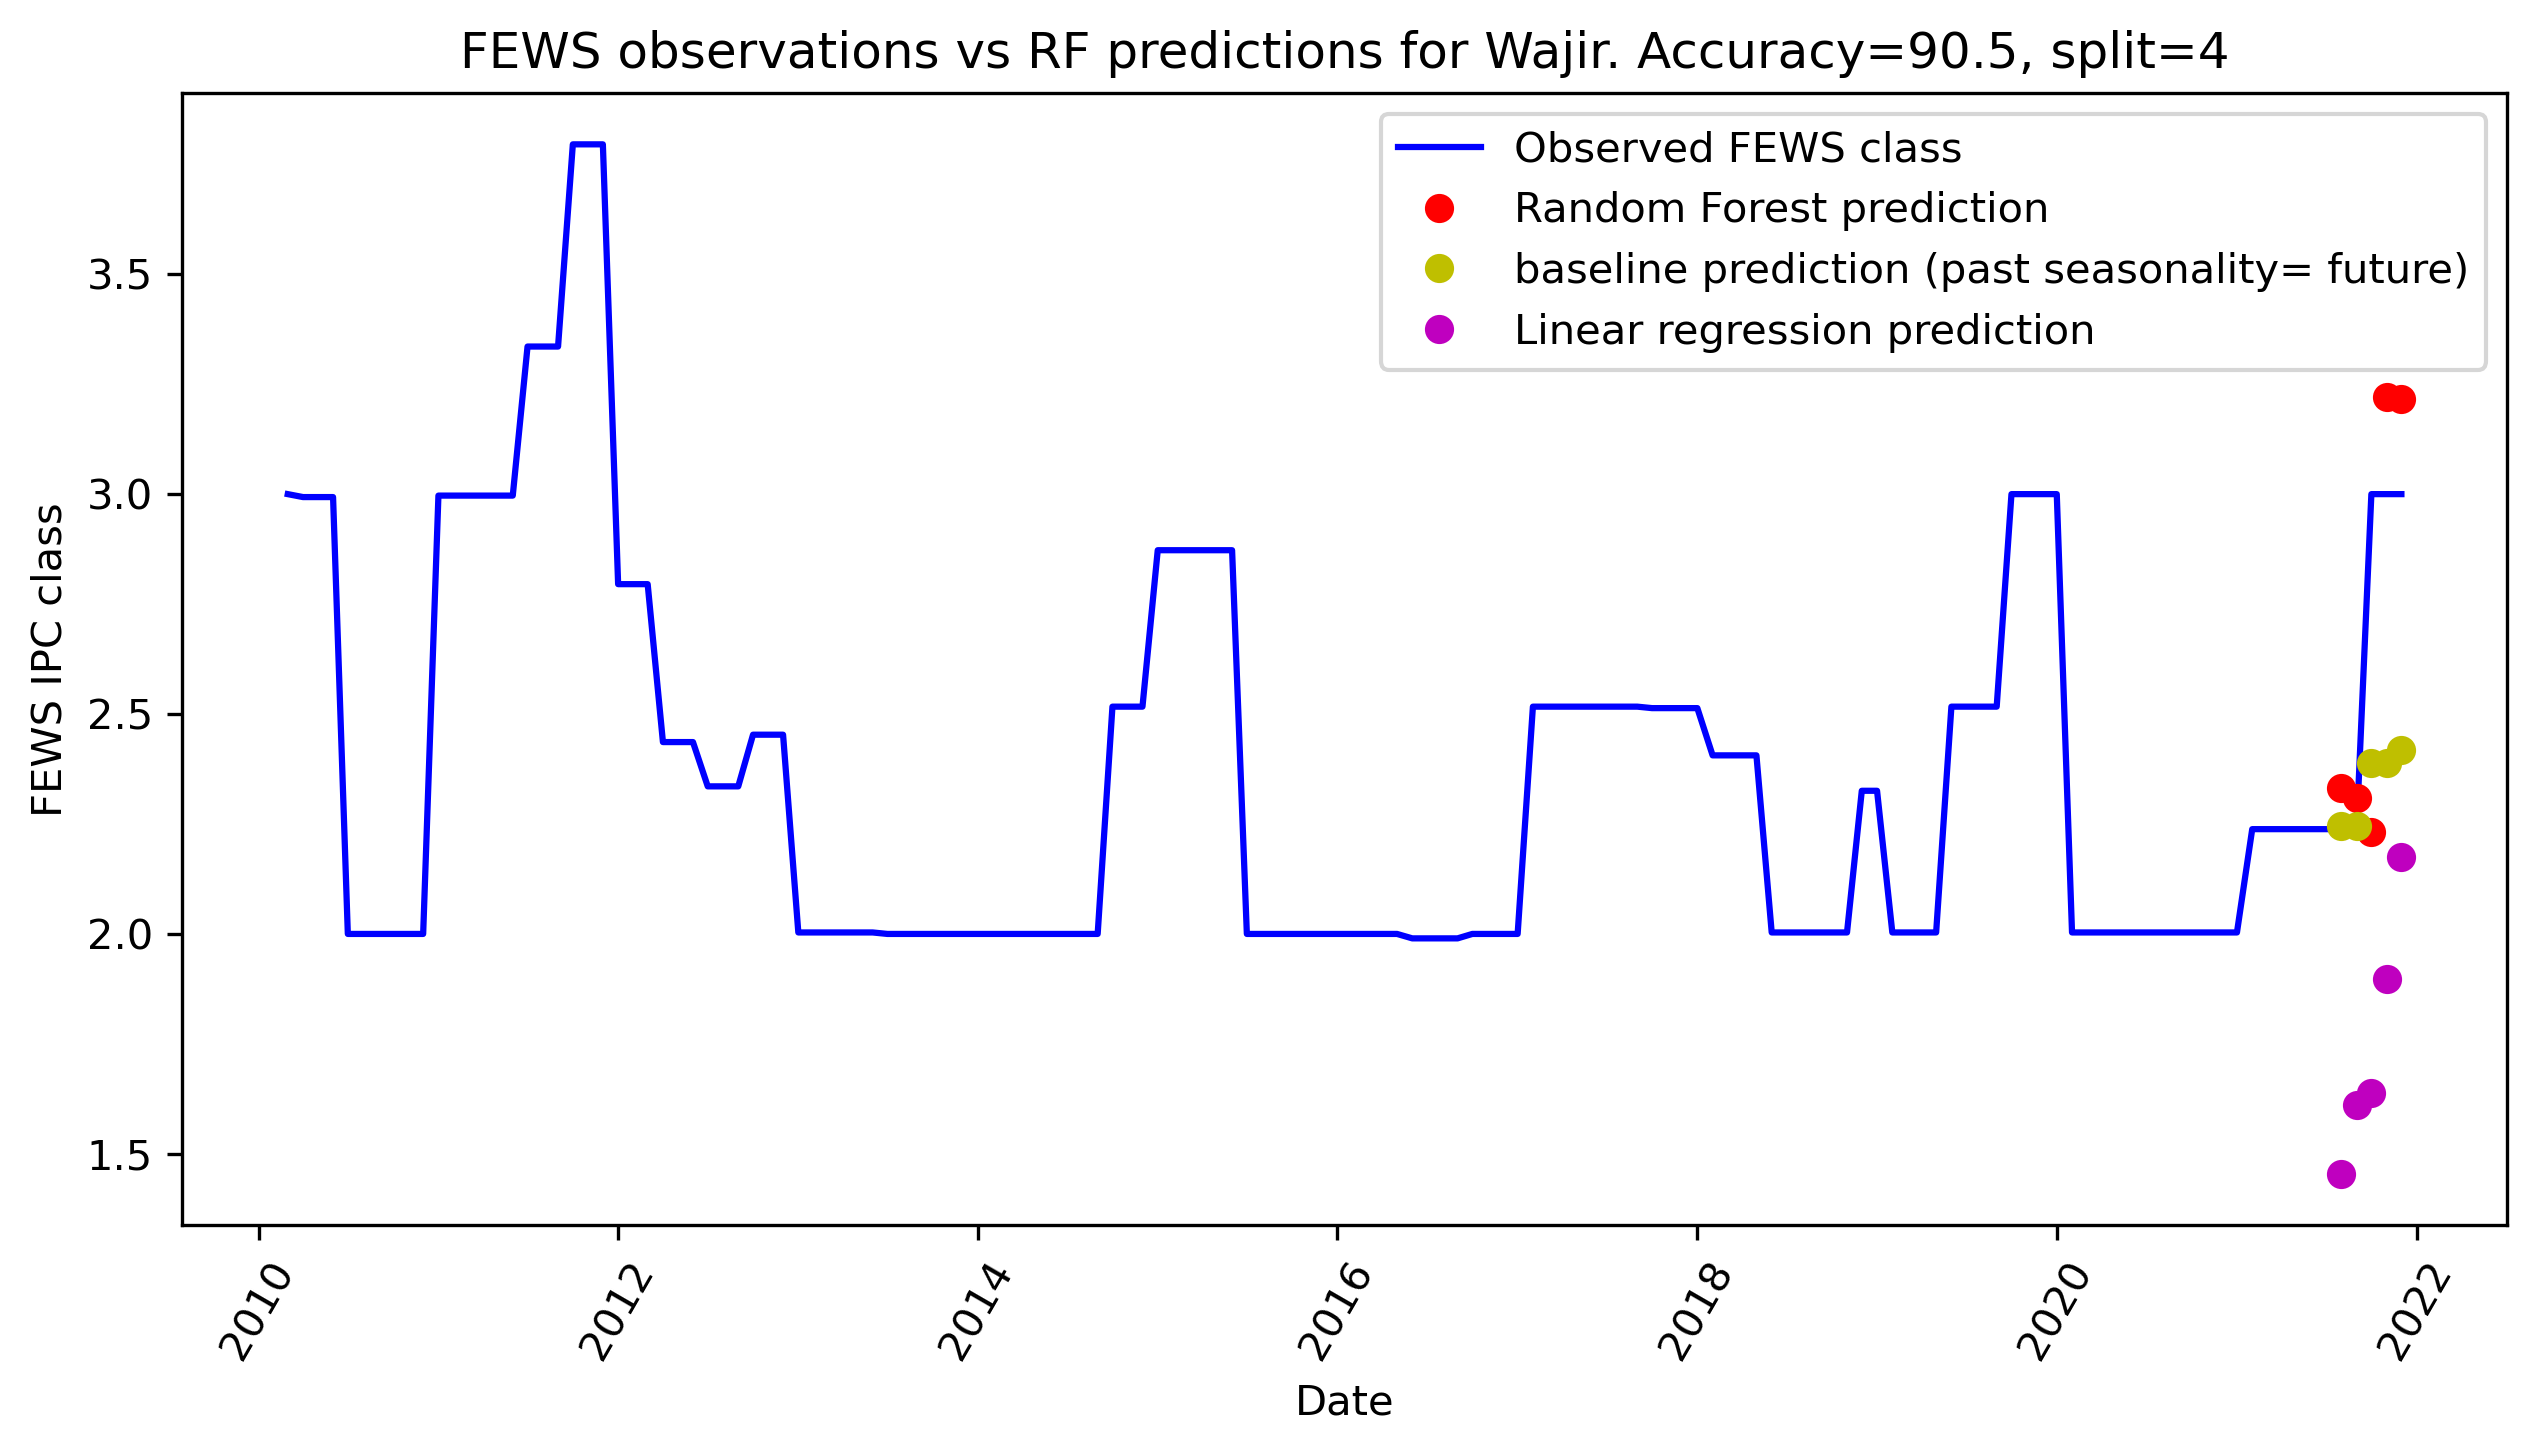 FEWS observations vs RF predictions for Wajir. Accuracy=90.5, split=4
Observed FEWS class
Random Forest prediction
baseline prediction (past seasonality= future)
Linear regression prediction
FEWS IPC class
3.5
3.0
2.5
2.0
1.5
2010
2012
2014
2016
2018
2020
2022
Date